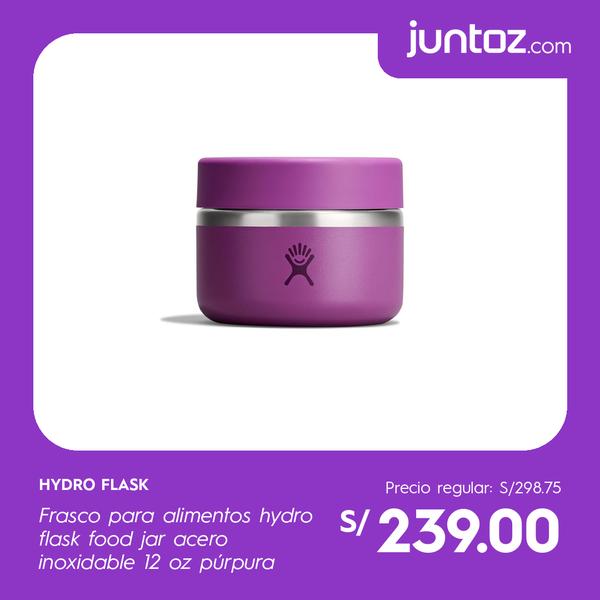 juntoz.com
HYDRO FLASK
Frasco para alimentos hydro
flask food jar acero
inoxidable 12 oz púrpura
Precio regular: S/298.75
S/ 239.00